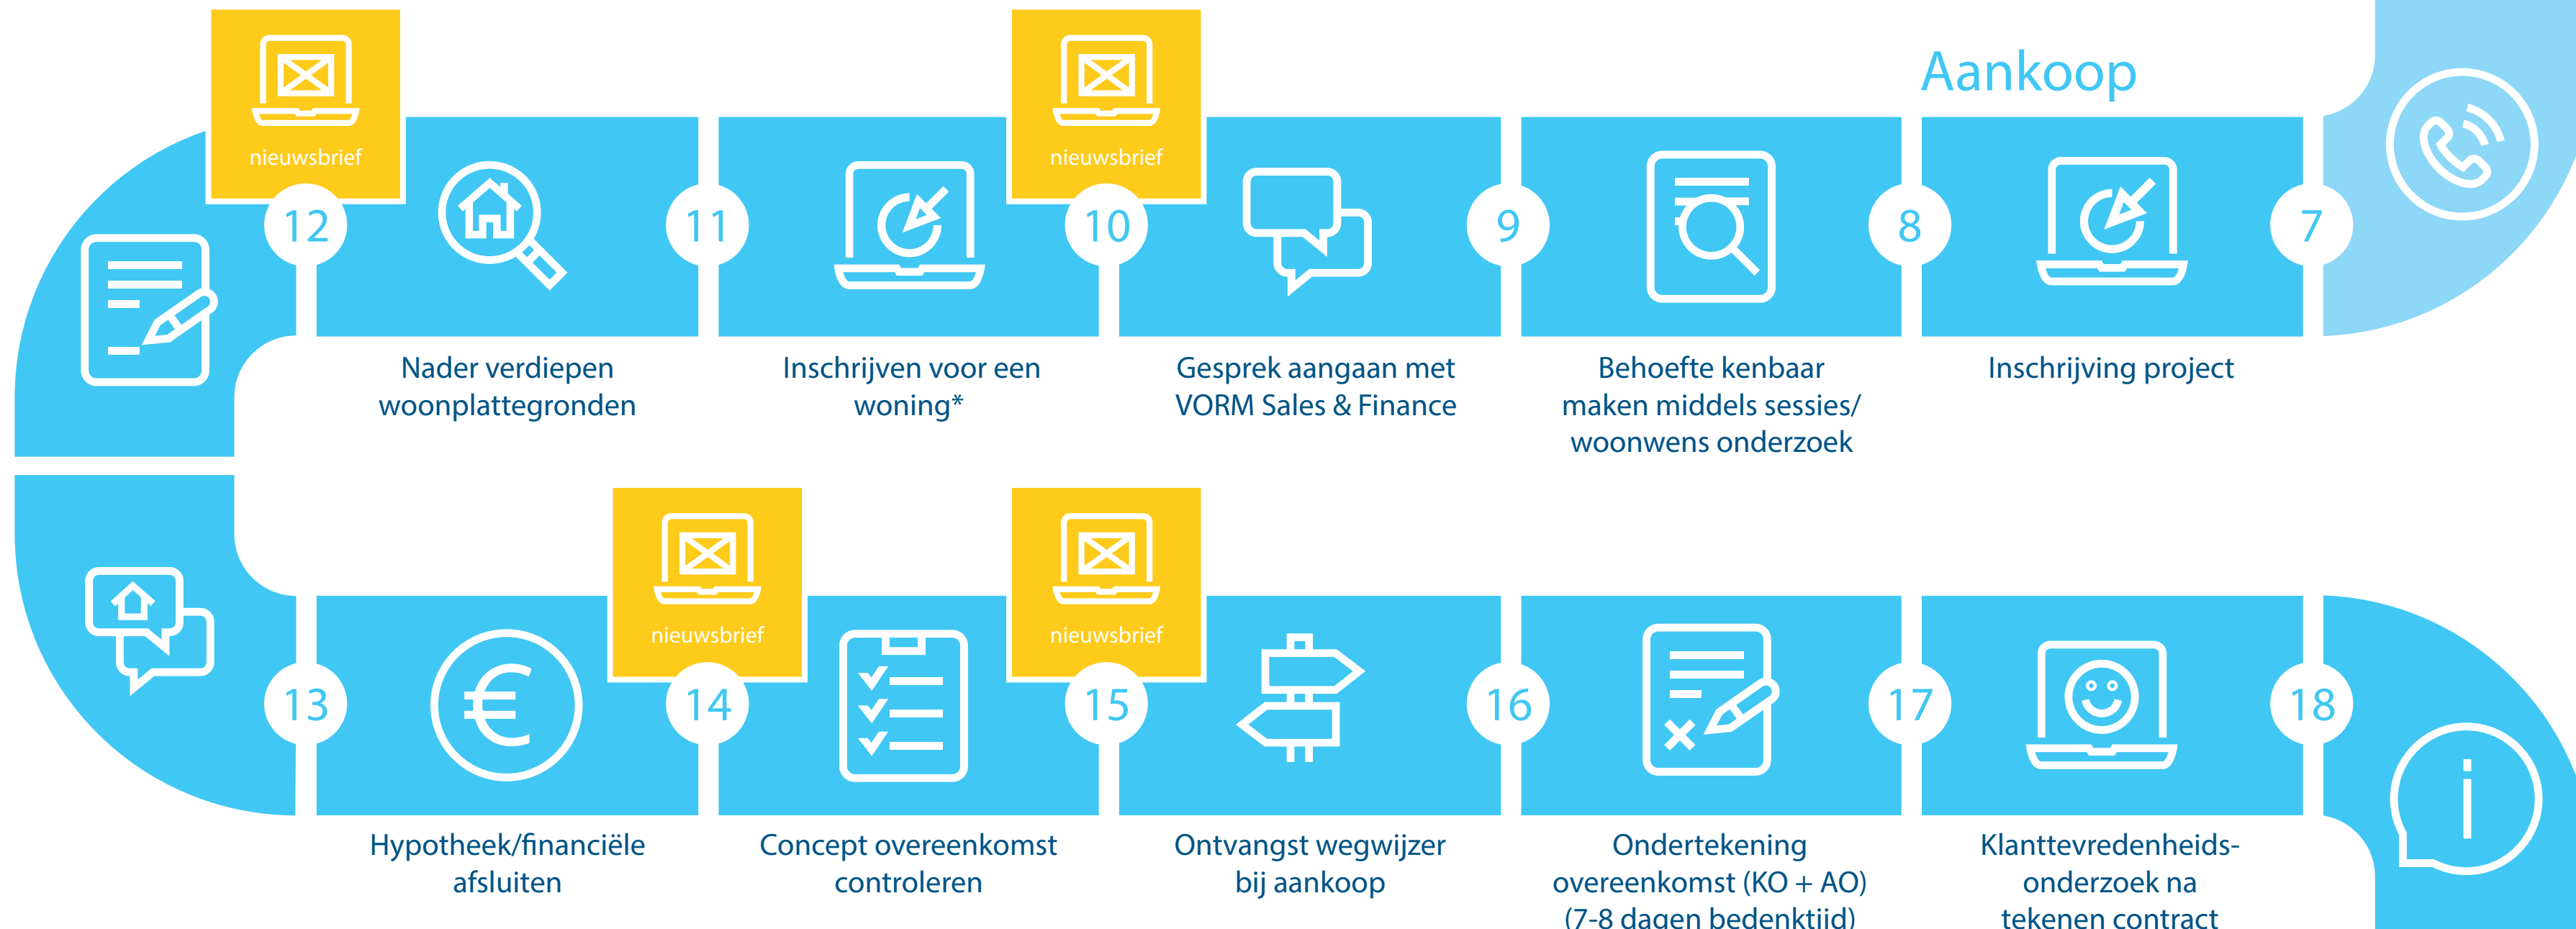 Aankoop
nieuwsbrief
nieuwsbrief
12
11
10
9
8
7
Nader verdiepen
woonplattegronden
Inschrijven voor een
woning*
Gesprek aangaan met
VORM Sales & Finance
Behoefte kenbaar
maken middels sessies/
woonwens onderzoek
Inschrijving project
nieuwsbrief
nieuwsbrief
13
14
15
16
17
18
Hypotheek/financiële
afsluiten
Concept overeenkomst
controleren
Ontvangst wegwijzer
bij aankoop
Ondertekening
overeenkomst (KO + AO)
(7-8 dagen bedenktijd)
Klanttevredenheids-
onderzoek na
tekenen contract